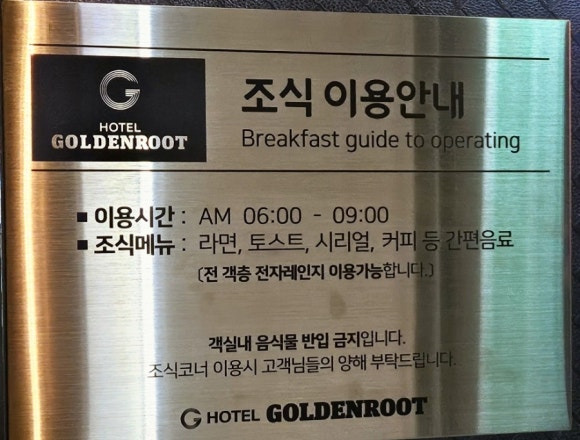 조식 이용안내
HOTEL
GOLDENROOT
Breakfast guide to operating
■ 이용시간 : AM 06:00 - 09:00
■ 조식메뉴 : 라면, 토스트, 시리얼, 커피 등 간편음료
(전 객층 전자레인지 이용가능합니다.)
객실내 음식물 반입 금지입니다.
조식코너 이용시 고객님들의 양해 부탁드립니다.
G HOTEL GOLDENROOT